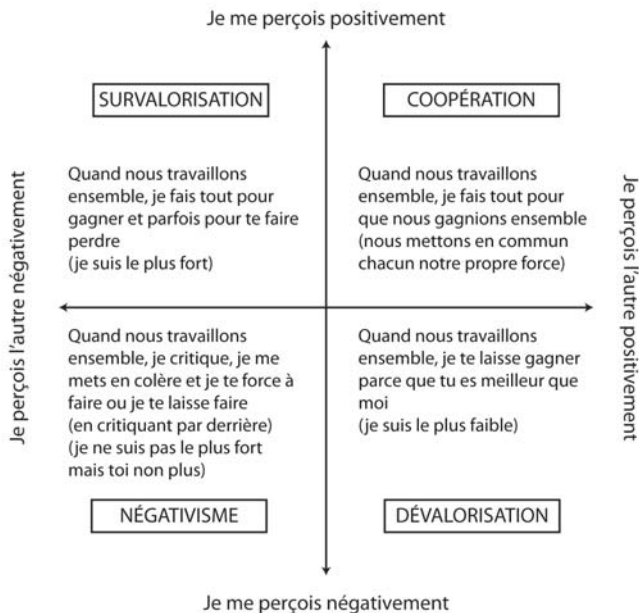 Je me perçois positivement
SURVALORISATION
COOPÉRATION
Je perçois l'autre négativement
Quand nous travaillons
ensemble, je fais tout pour
gagner et parfois pour te faire
perdre
(je suis le plus fort)
Quand nous travaillons
ensemble, je fais tout pour
que nous gagnions ensemble
(nous mettons en commun
chacun notre propre force)
Je perçois l'autre positivement
Quand nous travaillons
ensemble, je critique, je me
mets en colère et je te force à
faire ou je te laisse faire
(en critiquant par derrière)
(je ne suis pas le plus fort
mais toi non plus)
Quand nous travaillons
ensemble, je te laisse gagner
parce que tu es meilleur que
moi
(je suis le plus faible)
NÉGATIVISME
DÉVALORISATION
Je me perçois négativement